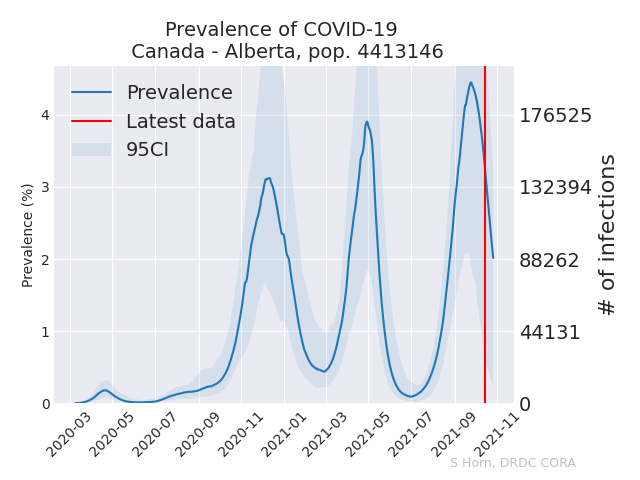 Prevalence of COVID-19
Canada - Alberta, pop. 4413146
Prevalence
Latest data
95CI
Prevalence (%)
4
3
2
1
0
176525
132394
88262
44131
0
# of infections
2020-03
2020-05
2020-07
2020-09
2020-11
2021-01
2021-03
2021-05
2021-07
2021-09
2021-11
S Horn, DRDC CORA